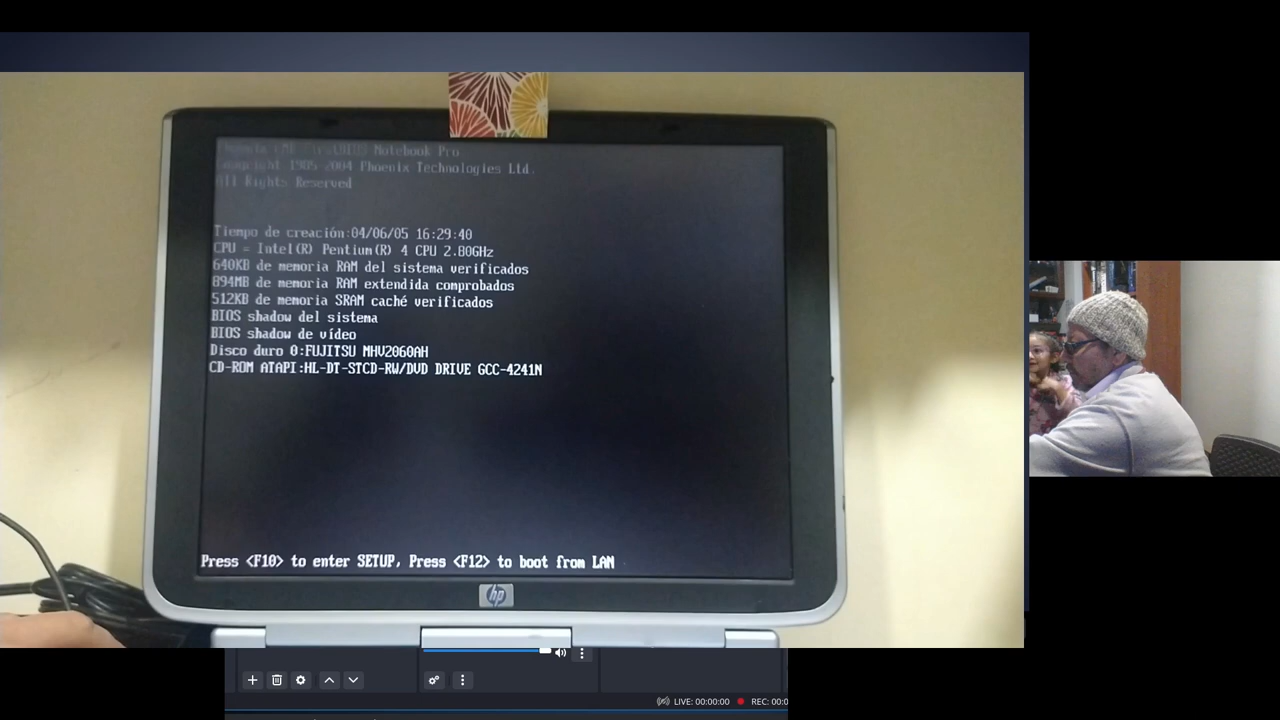 Notebook Pro
Copyright 1985-2004 Phoenix Technologies Ltd.
All Rights Reserved
Tiempo de creación:04/06/05 16:29:40
CPU = Intel(R) Pentium(R) 4 CPU 2.80GHz
640KB de memoria RAM del sistema verificados
894MB de memoria RAM extendida comprobados
512KB de memoria SRAM caché verificados
BIOS shadow del sistema
BIOS shadow de vídeo
Disco duro 0:FUJITSU MHV2060AH
CD-ROM ATAPI:HL-DT-STCD-RW/DVD DRIVE GCC-4241N
Press <F10> to enter SETUP, Press <F12> to boot from LAN
hp
LIVE: 00:00:00 REC: 00:0